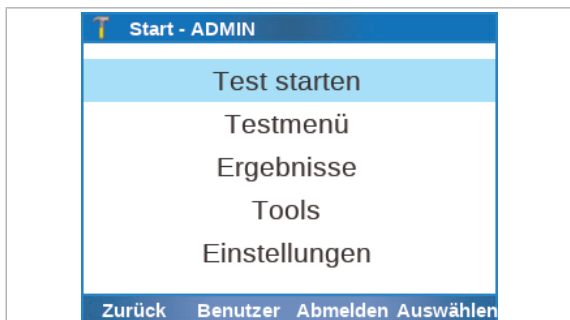 Start - ADMIN
Test starten
Testmenü
Ergebnisse
Tools
Einstellungen
Zurück Benutzer Abmelden Auswählen